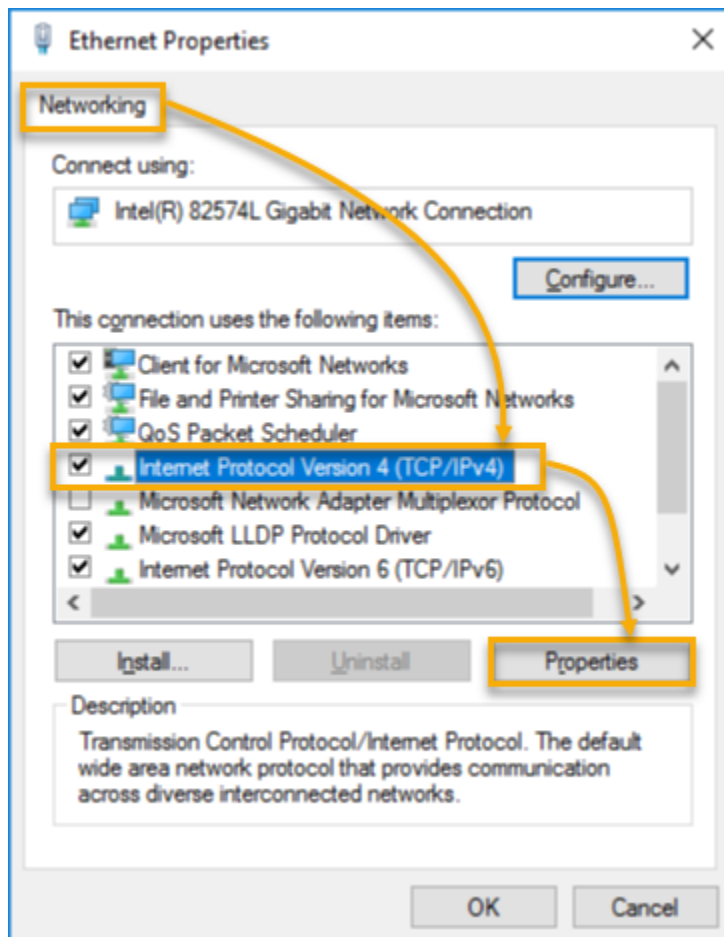 Ethernet Properties
Networking
Connect using:
Intel(R) 82574L Gigabit Network Connection
Configure...
This connection uses the following items:
Client for Microsoft Networks
File and Printer Sharing for Microsoft Networks
QoS Packet Scheduler
Internet Protocol Version 4 (TCP/IPv4)
Microsoft Network Adapter Multiplexor Protocol
Microsoft LLDP Protocol Driver
Internet Protocol Version 6 (TCP/IPv6)
Install...
Uninstall
Properties
Description
Transmission Control Protocol/Internet Protocol. The default
wide area network protocol that provides communication
across diverse interconnected networks.
OK
Cancel